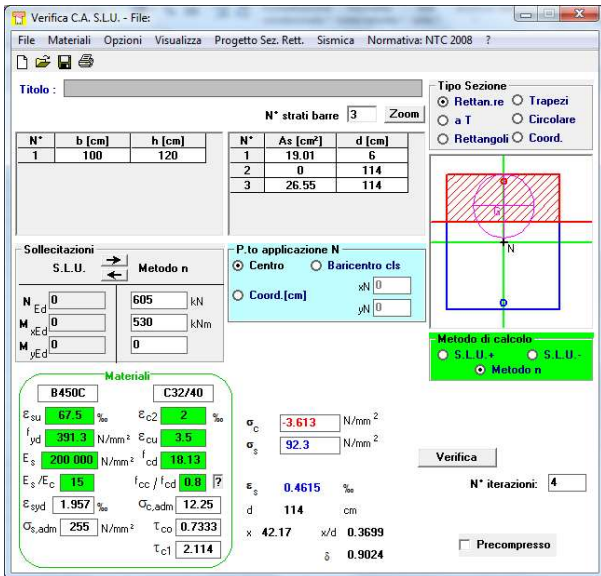 Verifica C.A. S.L.U. - File:
File Materiali Opzioni Visualizza Progetto Sez. Rett. Sismica Normativa: NTC 2008 ?
Titolo :
N° strati barre 3 Zoom
N° b [cm] h [cm]
1 100 120
N° As [cm²] d [cm]
1 19.01 6
2 0 114
3 26.55 114
Tipo Sezione
Rettan.re Trapezi
a T Circolare
Rettangoli Coord.
G
N
Sollecitazioni
S.L.U. Metodo n
N Ed 0 605 kN
M xEd 0 530 kNm
M yEd 0 0
P.to applicazione N
Centro Baricentro cls
Coord.[cm] xN 0
yN 0
Metodo di calcolo
S.L.U.+ S.L.U.-
Metodo n
Materiali
B450C C32/40
εsu 67.5 ‰ εc2 2 ‰
fyd 391.3 N/mm² εcu 3.5
Es 200 000 N/mm² fcd 18.13
Es/Ec 15 fcc / fcd 0.8 ?
εsyd 1.957 ‰ σc,adm 12.25
σs,adm 255 N/mm² τco 0.7333
τc1 2.114
σc -3.613 N/mm²
σs 92.3 N/mm²
εs 0.4615 ‰
d 114 cm
x 42.17 x/d 0.3699
δ 0.9024
Verifica
N° iterazioni: 4
Precompresso